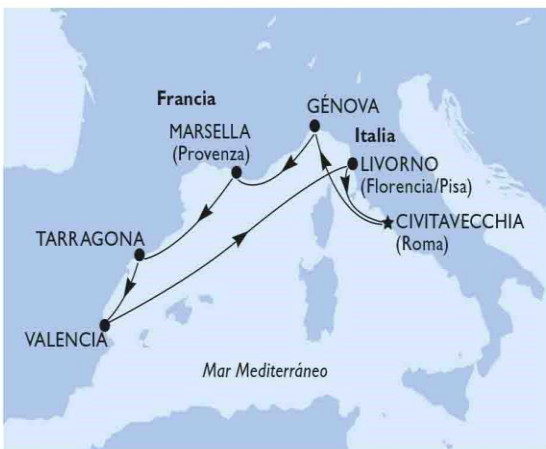 Francia
MARSELLA
(Provenza)
GÉNOVA
Italia
LIVORNO
(Florencia/Pisa)
CIVITAVECCHIA
(Roma)
TARRAGONA
VALENCIA
Mar Mediterráneo